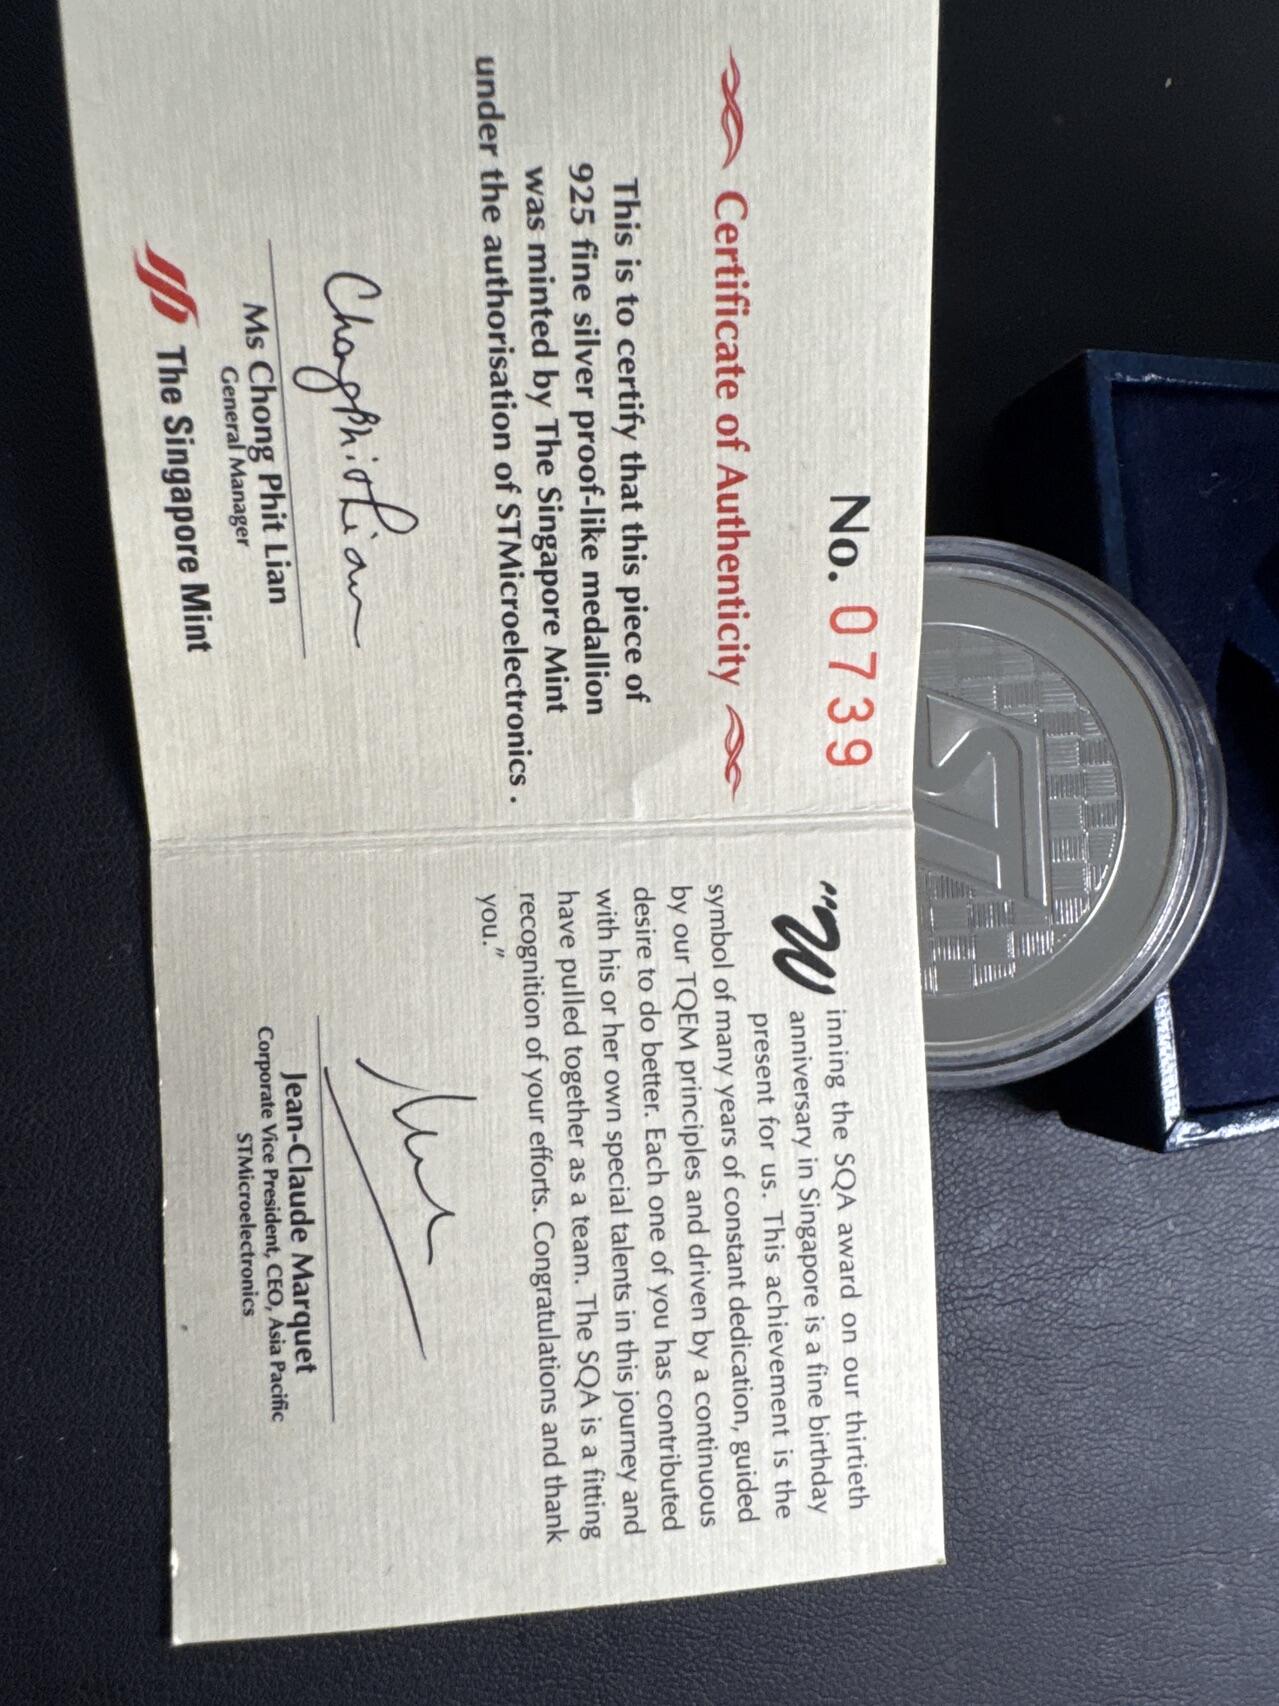 No. 0739
Certificate of Authenticity
This is to certify that this piece of
925 fine silver proof-like medallion
was minted by The Singapore Mint
under the authorisation of STMicroelectronics .
Chong Phit Lian
Ms Chong Phit Lian
General Manager
The Singapore Mint
"Winning the SQA award on our thirtieth
anniversary in Singapore is a fine birthday
present for us. This achievement is the
symbol of many years of constant dedication, guided
by our TQEM principles and driven by a continuous
desire to do better. Each one of you has contributed
with his or her own special talents in this journey and
have pulled together as a team. The SQA is a fitting
recognition of your efforts. Congratulations and thank
you."
Jean-Claude Marquet
Corporate Vice President, CEO, Asia Pacific
STMicroelectronics
ST